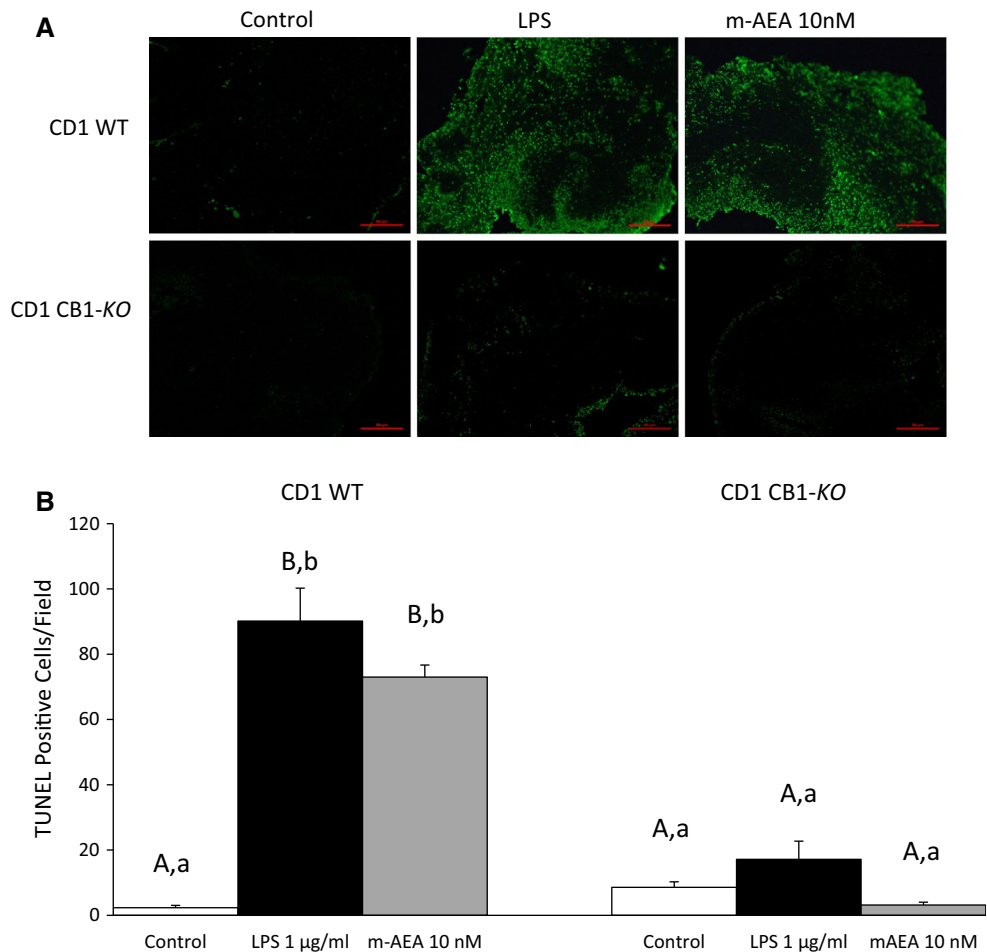 A
Control LPS m-AEA 10nM
CD1 WT
CD1 CB1-KO
B
CD1 WT CD1 CB1-KO
TUNEL Positive Cells/Field
120
100
80
60
40
20
0
B,b
B,b
A,a
A,a
A,a
A,a
Control LPS 1 µg/ml m-AEA 10 nM Control LPS 1 µg/ml mAEA 10 nM